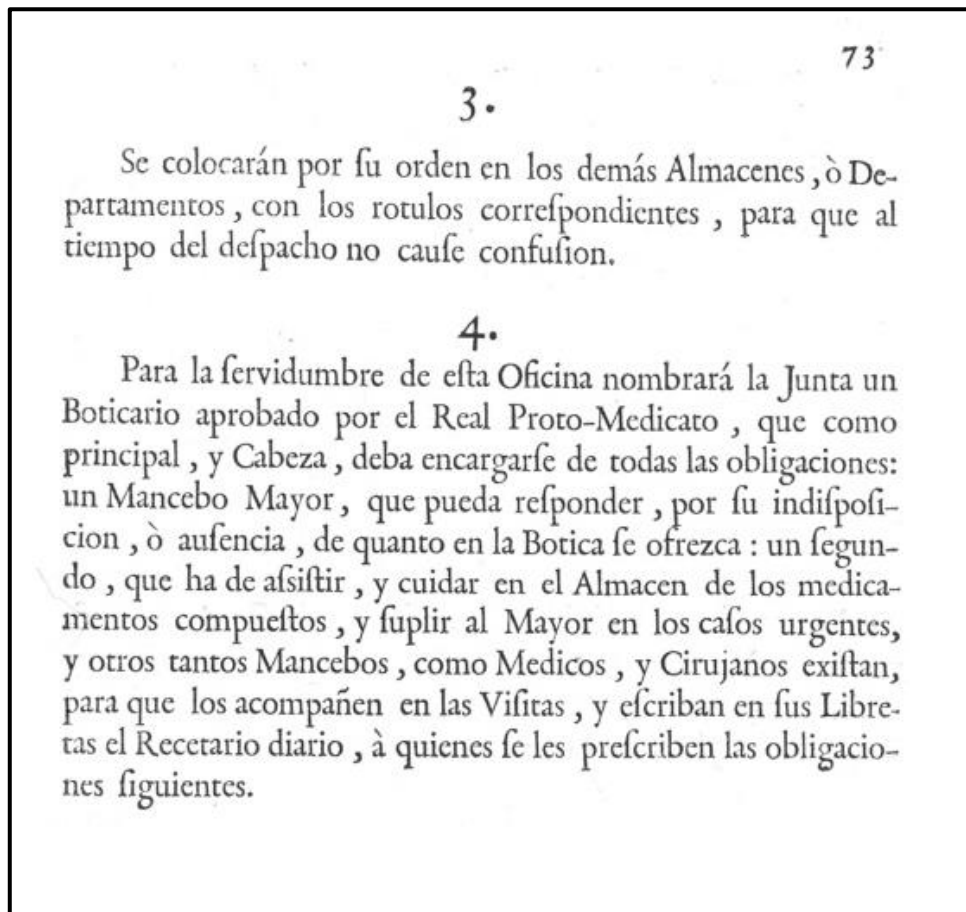 73
3.
Se colocarán por ſu orden en los demás Almacenes, ò De-
partamentos, con los rotulos correſpondientes, para que al
tiempo del deſpacho no cauſe confuſion.
4.
Para la ſervidumbre de eſta Oficina nombrará la Junta un
Boticario aprobado por el Real Proto-Medicato, que como
principal, y Cabeza, deba encargarſe de todas las obligaciones:
un Mancebo Mayor, que pueda reſponder, por ſu indiſpoſi-
cion, ò auſencia, de quanto en la Botica ſe ofrezca: un ſegun-
do, que ha de aſsiſtir, y cuidar en el Almacen de los medica-
mentos compueſtos, y ſuplir al Mayor en los caſos urgentes,
y otros tantos Mancebos, como Medicos, y Cirujanos exiſtan,
para que los acompañen en las Viſitas, y eſcriban en ſus Libre-
tas el Recetario diario, à quienes ſe les preſcriben las obligacio-
nes ſiguientes.